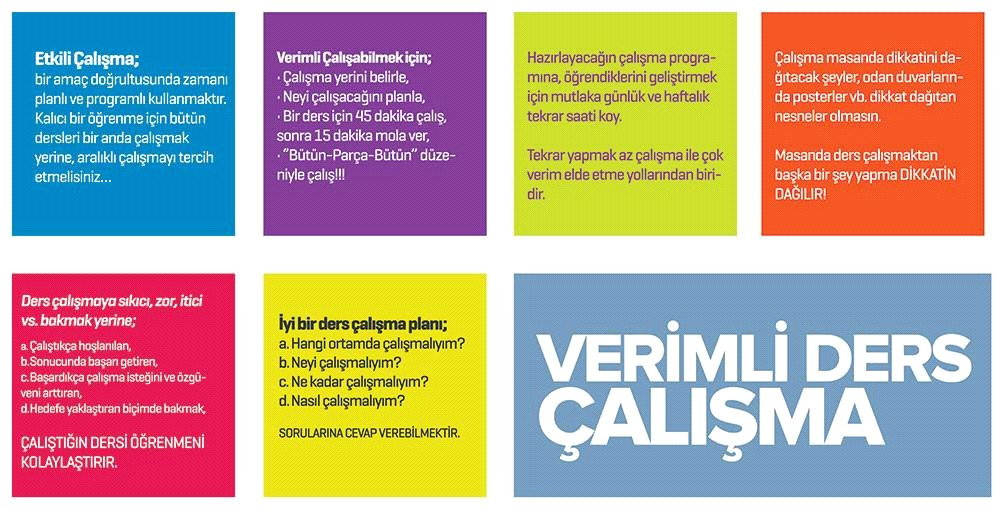 Etkili Çalışma;
bir amaç doğrultusunda zamanı
planlı ve programlı kullanmaktır.
Kalıcı bir öğrenme için bütün
dersleri bir anda çalışmak
yerine, aralıklı çalışmayı tercih
etmelisiniz...
Verimli Çalışabilmek için;
· Çalışma yerini belirle,
· Neyi çalışacağını planla,
· Bir ders için 45 dakika çalış,
sonra 15 dakika mola ver,
· "Bütün-Parça-Bütün" düze-
niyle çalış!!!
Hazırlayacağın çalışma progra-
mına, öğrendiklerini geliştirmek
için mutlaka günlük ve haftalık
tekrar saati koy.
Tekrar yapmak az çalışma ile çok
verim elde etme yollarından biri-
dir.
Çalışma masanda dikkatini da-
ğıtacak şeyler, odan duvarların-
da posterler vb. dikkat dağıtan
nesneler olmasın.
Masanda ders çalışmaktan
başka bir şey yapma DİKKATİN
DAĞILIR!
Ders çalışmaya sıkıcı, zor, itici
vs. bakmak yerine;
a. Çalıştıkça hoşlanılan,
b.Sonucunda başarı getiren,
c.Başardıkça çalışma isteğini ve özgü-
veni arttıran,
d.Hedefe yaklaştıran biçimde bakmak,
ÇALIŞTIĞIN DERSİ ÖĞRENMENİ
KOLAYLAŞTIRIR.
İyi bir ders çalışma planı;
a. Hangi ortamda çalışmalıyım?
b. Neyi çalışmalıyım?
c. Ne kadar çalışmalıyım?
d. Nasıl çalışmalıyım?
SORULARINA CEVAP VEREBİLMEKTİR.
VERİMLİ DERS
ÇALIŞMA